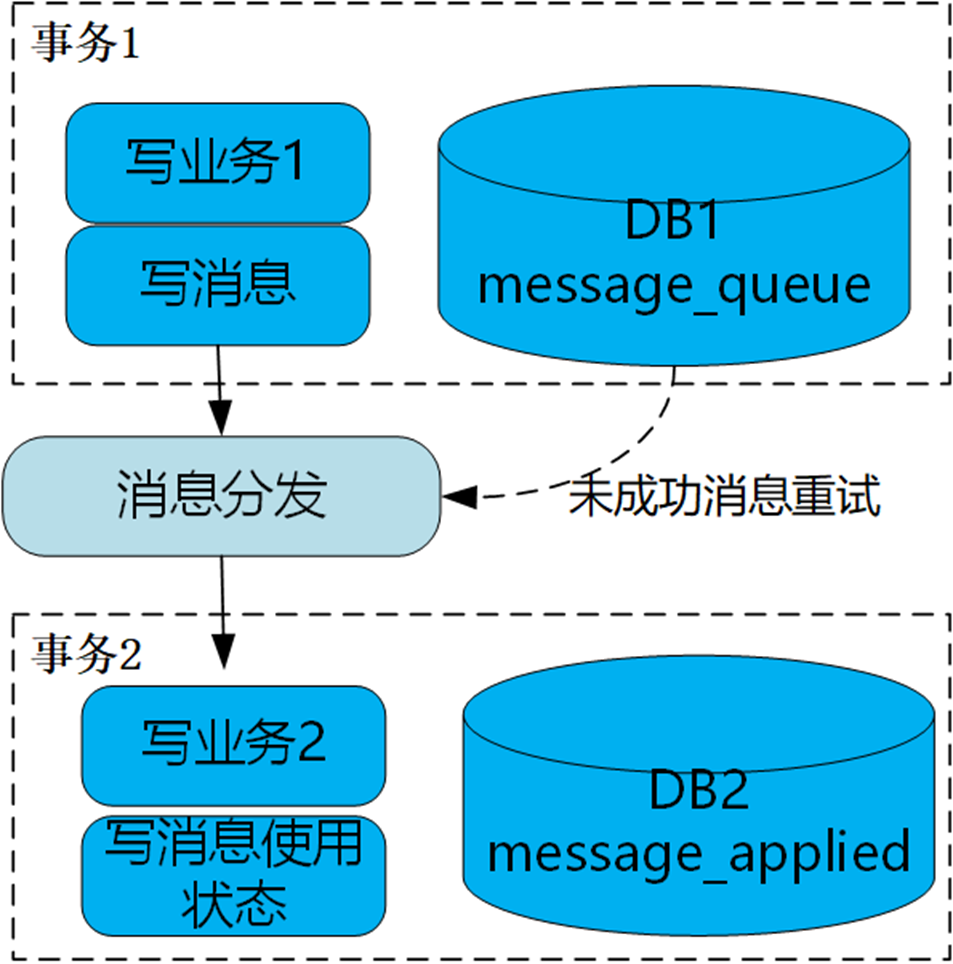 事务1
写业务1
写消息
DB1
message_queue
消息分发
未成功消息重试
事务2
写业务2
写消息使用
状态
DB2
message_applied